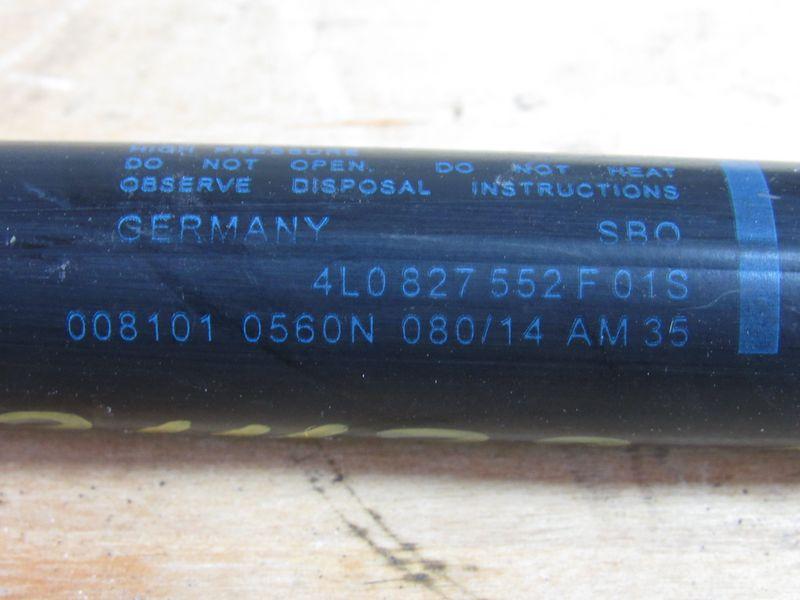 HIGH PRESSURE
DO NOT OPEN. DO NOT HEAT
OBSERVE DISPOSAL INSTRUCTIONS
GERMANY SBO
4L0 827 552 F 01S
008101 0560N 080/14 AM 35